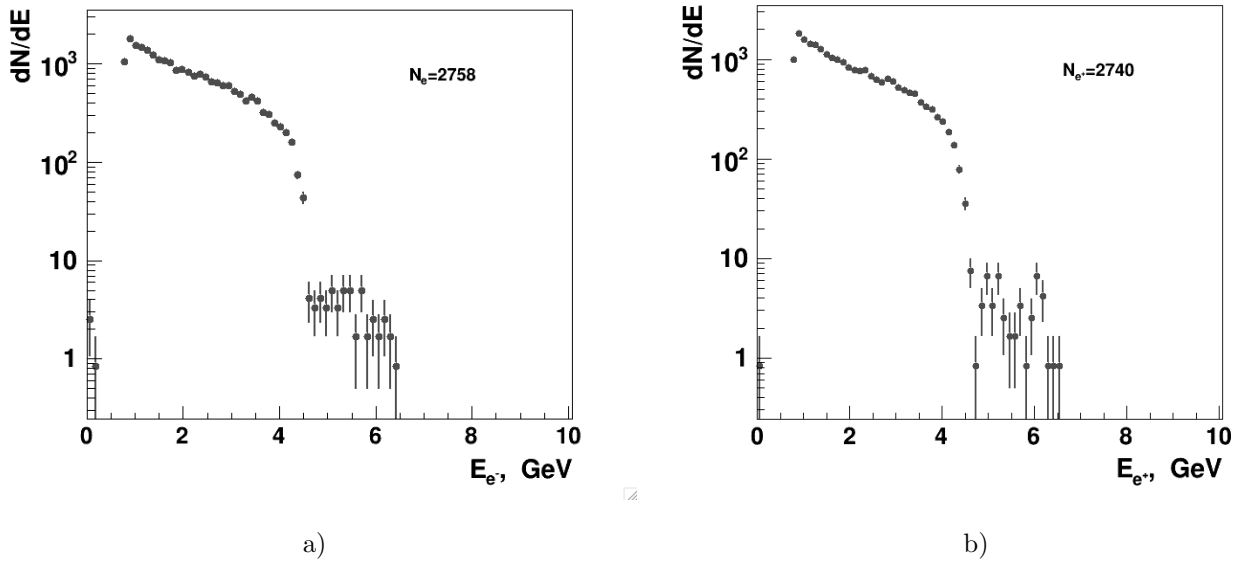 dN/dE
10³
10²
10
1
N_e=2758
0 2 4 6 8 10
E_e⁻, GeV
a)
dN/dE
10³
10²
10
1
N_e⁺=2740
0 2 4 6 8 10
E_e⁺, GeV
b)